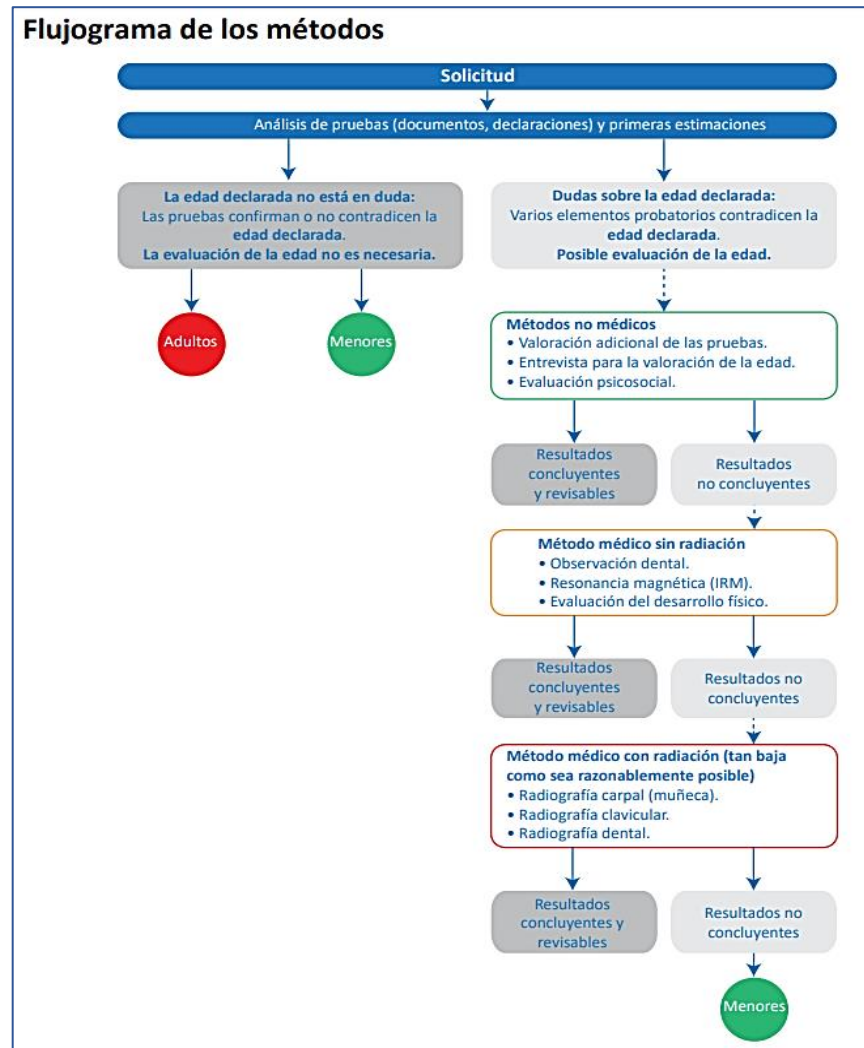 Flujograma de los métodos
Solicitud
Análisis de pruebas (documentos, declaraciones) y primeras estimaciones
La edad declarada no está en duda:
Las pruebas confirman o no contradicen la
edad declarada.
La evaluación de la edad no es necesaria.
Dudas sobre la edad declarada:
Varios elementos probatorios contradicen la
edad declarada.
Posible evaluación de la edad.
Adultos
Menores
Métodos no médicos
• Valoración adicional de las pruebas.
• Entrevista para la valoración de la edad.
• Evaluación psicosocial.
Resultados
concluyentes
y revisables
Resultados
no concluyentes
Método médico sin radiación
• Observación dental.
• Resonancia magnética (IRM).
• Evaluación del desarrollo físico.
Resultados
concluyentes
y revisables
Resultados no
concluyentes
Método médico con radiación (tan baja
como sea razonablemente posible)
• Radiografía carpal (muñeca).
• Radiografía clavicular.
• Radiografía dental.
Resultados
concluyentes y
revisables
Resultados no
concluyentes
Menores